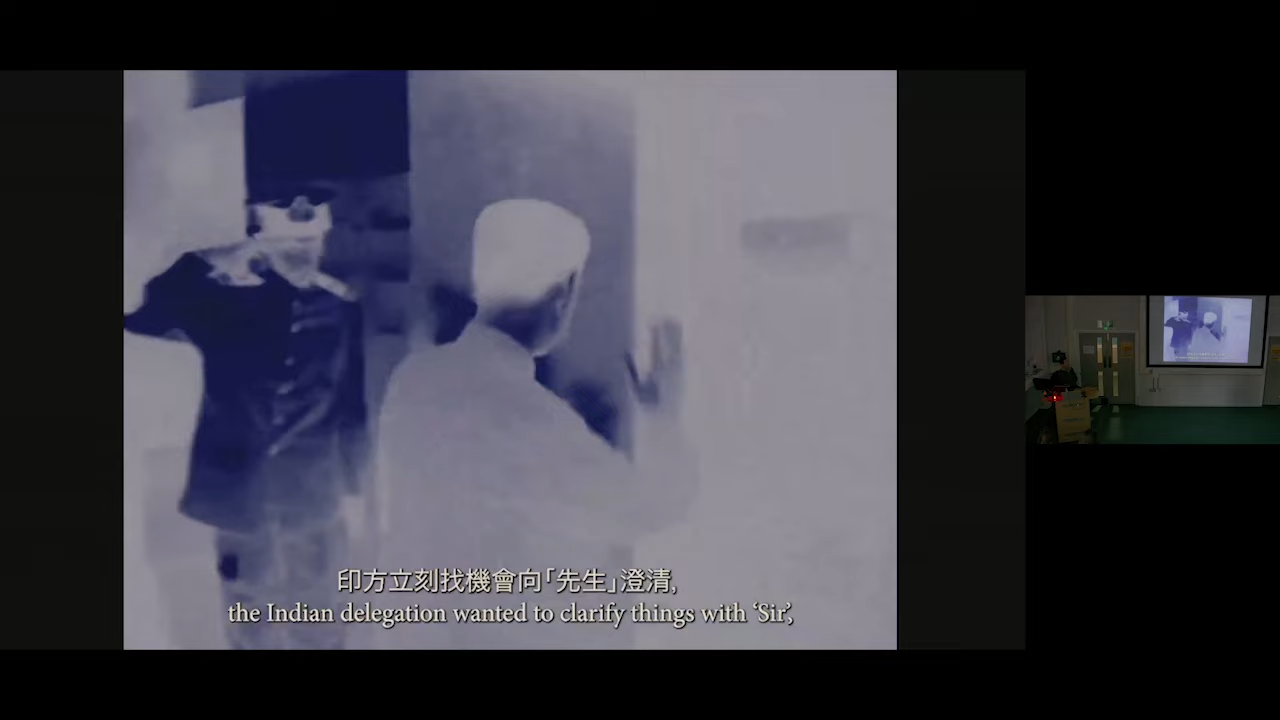 印方立刻找機會向「先生」澄清,
the Indian delegation wanted to clarify things with ‘Sir’,